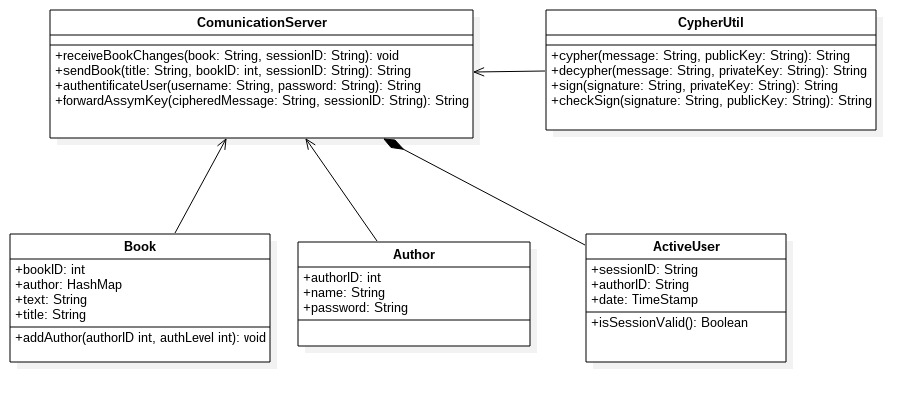 ComunicationServer
+receiveBookChanges(book: String, sessionID: String): void
+sendBook(title: String, bookID: int, sessionID: String): String
+authentificateUser(username: String, password: String): String
+forwardAssymKey(cipheredMessage: String, sessionID: String): String
CypherUtil
+cypher(message: String, publicKey: String): String
+decypher(message: String, privateKey: String): String
+sign(signature: String, privateKey: String): String
+checkSign(signature: String, publicKey: String): String
Book
+bookID: int
+author: HashMap
+text: String
+title: String
+addAuthor(authorID int, authLevel int): void
Author
+authorID: int
+name: String
+password: String
ActiveUser
+sessionID: String
+authorID: String
+date: TimeStamp
+isSessionValid(): Boolean